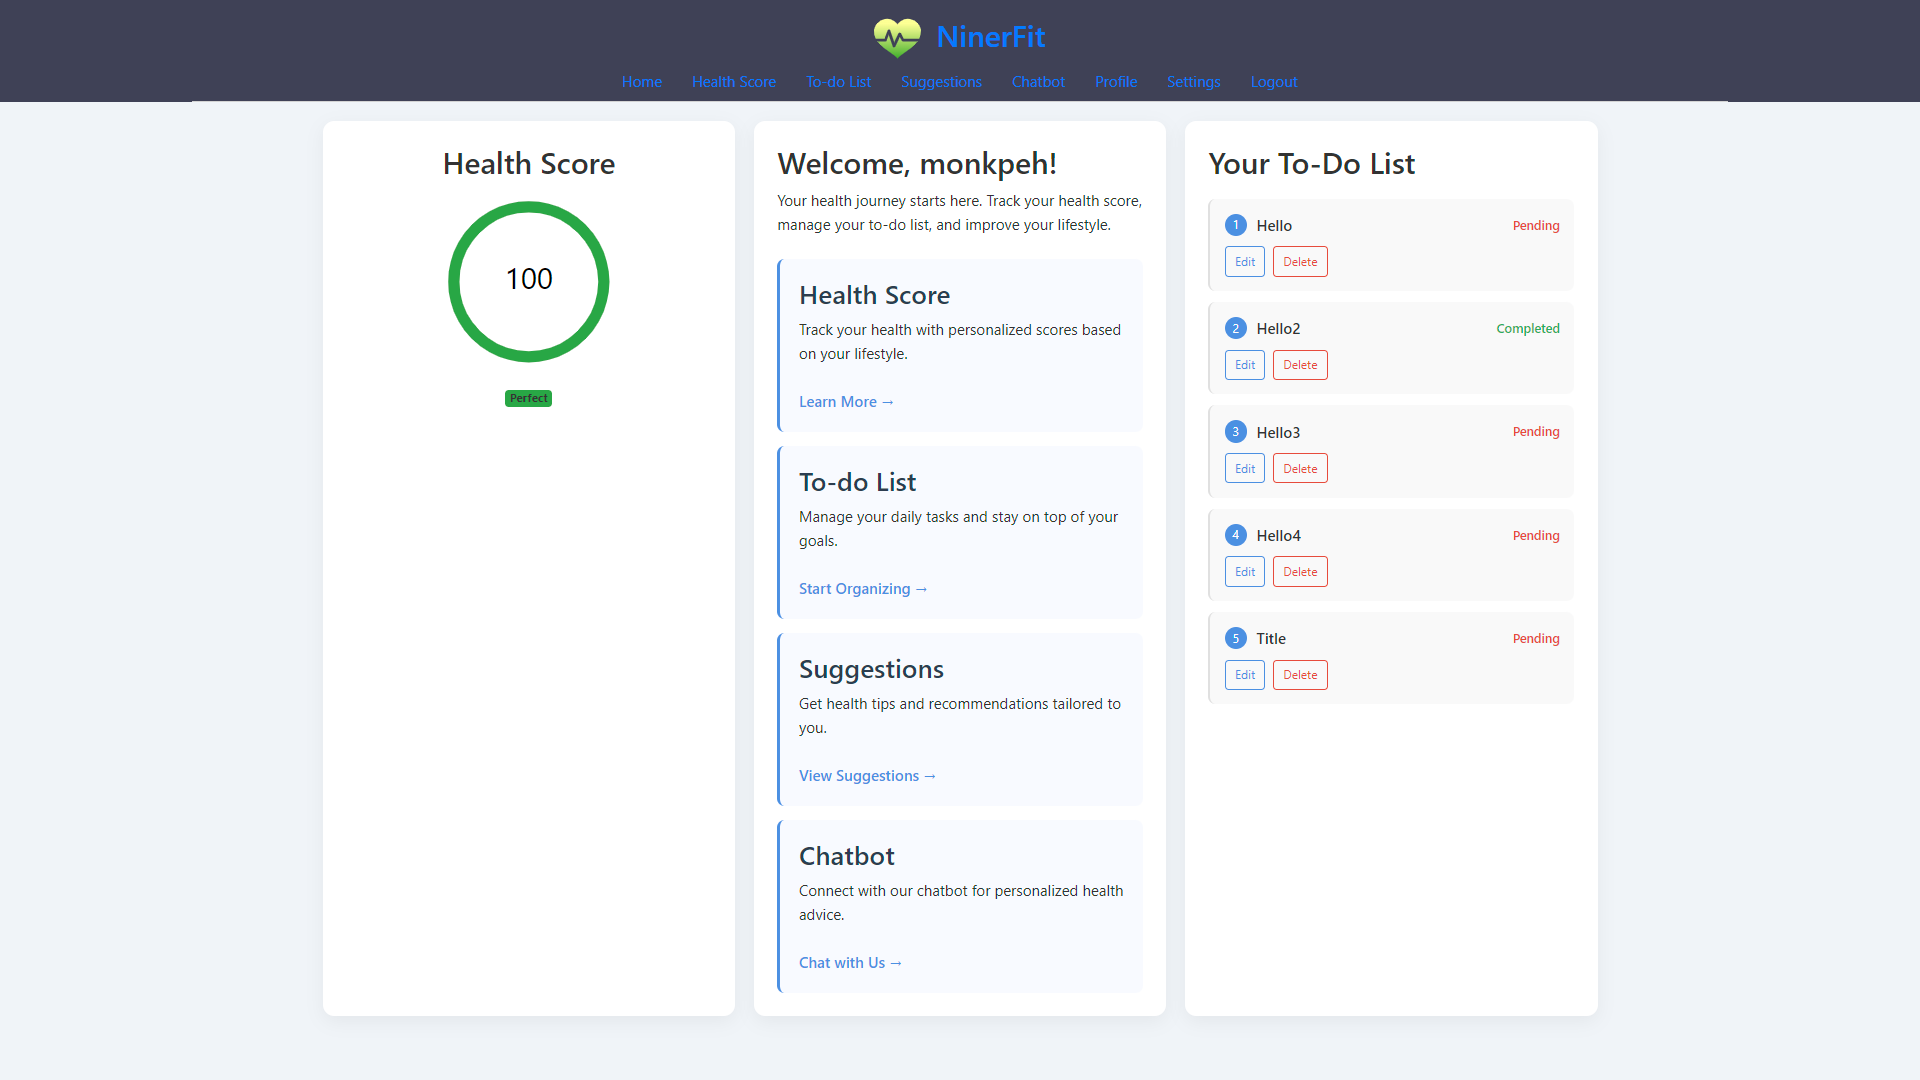 NinerFit
Home Health Score To-do List Suggestions Chatbot Profile Settings Logout
Health Score
100
Perfect
Welcome, monkpeh!
Your health journey starts here. Track your health score,
manage your to-do list, and improve your lifestyle.
Health Score
Track your health with personalized scores based
on your lifestyle.
Learn More →
To-do List
Manage your daily tasks and stay on top of your
goals.
Start Organizing →
Suggestions
Get health tips and recommendations tailored to
you.
View Suggestions →
Chatbot
Connect with our chatbot for personalized health
advice.
Chat with Us →
Your To-Do List
1 Hello Pending
Edit Delete
2 Hello2 Completed
Edit Delete
3 Hello3 Pending
Edit Delete
4 Hello4 Pending
Edit Delete
5 Title Pending
Edit Delete